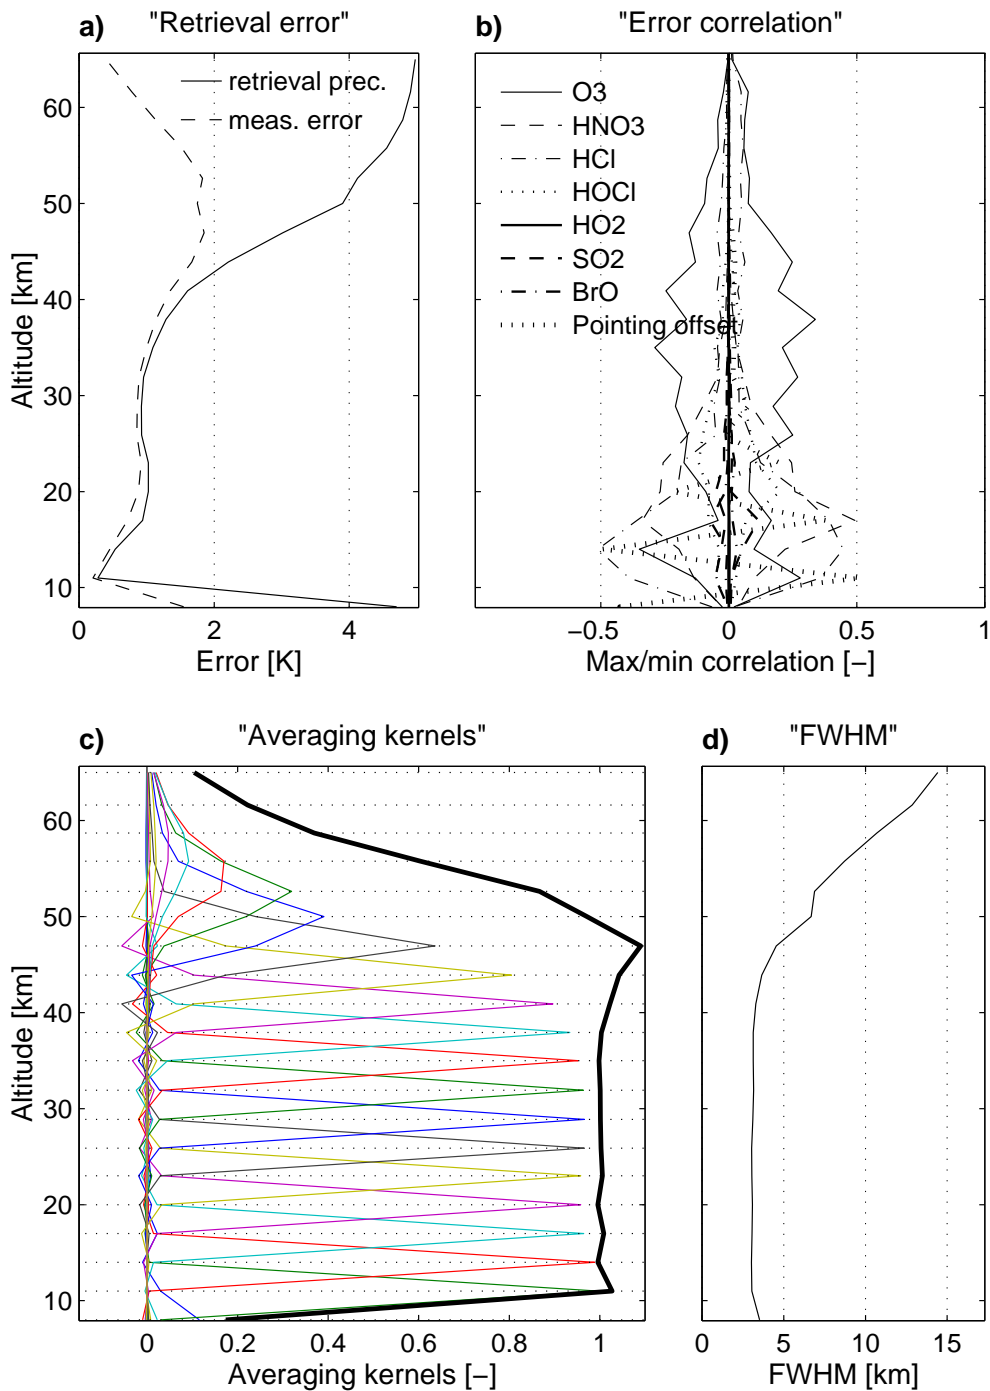 a)
"Retrieval error"
retrieval prec.
meas. error
60
50
40
30
20
10
Altitude [km]
0
2
4
Error [K]
b)
"Error correlation"
O3
HNO3
HCl
HOCl
HO2
SO2
BrO
Pointing offset
−0.5
0
0.5
1
Max/min correlation [−]
c)
"Averaging kernels"
60
50
40
30
20
10
Altitude [km]
0
0.2
0.4
0.6
0.8
1
Averaging kernels [−]
d)
"FWHM"
0
5
10
15
FWHM [km]